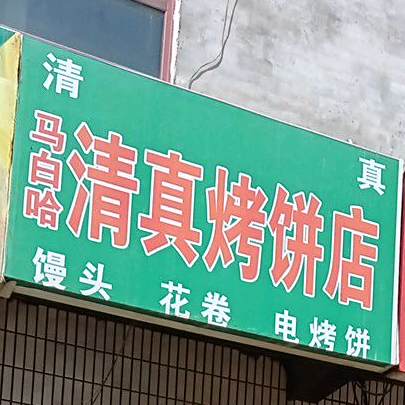 清 真
马白哈
清真烤饼店
馒头 花卷 电烤饼